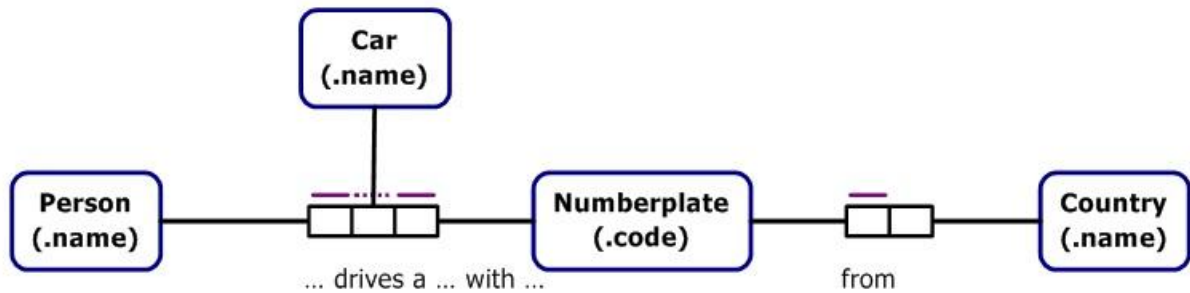 Car
(.name)
Person
(.name)
Numberplate
(.code)
Country
(.name)
... drives a ... with ...
from